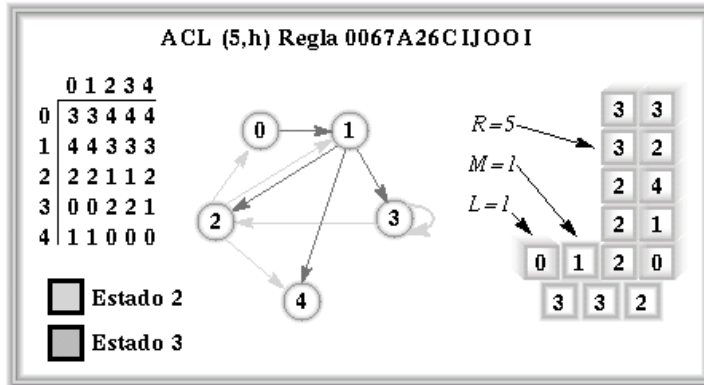 ACL (5,h) Regla 0067A26CIJOOI
0 1 2 3 4
0 3 3 4 4 4
1 4 4 3 3 3
2 2 2 1 1 2
3 0 0 2 2 1
4 1 1 0 0 0
Estado 2
Estado 3
0
1
2
3
4
R=5
M=1
L=1
3 3
3 2
2 4
2 1
0 1 2 0
3 3 2